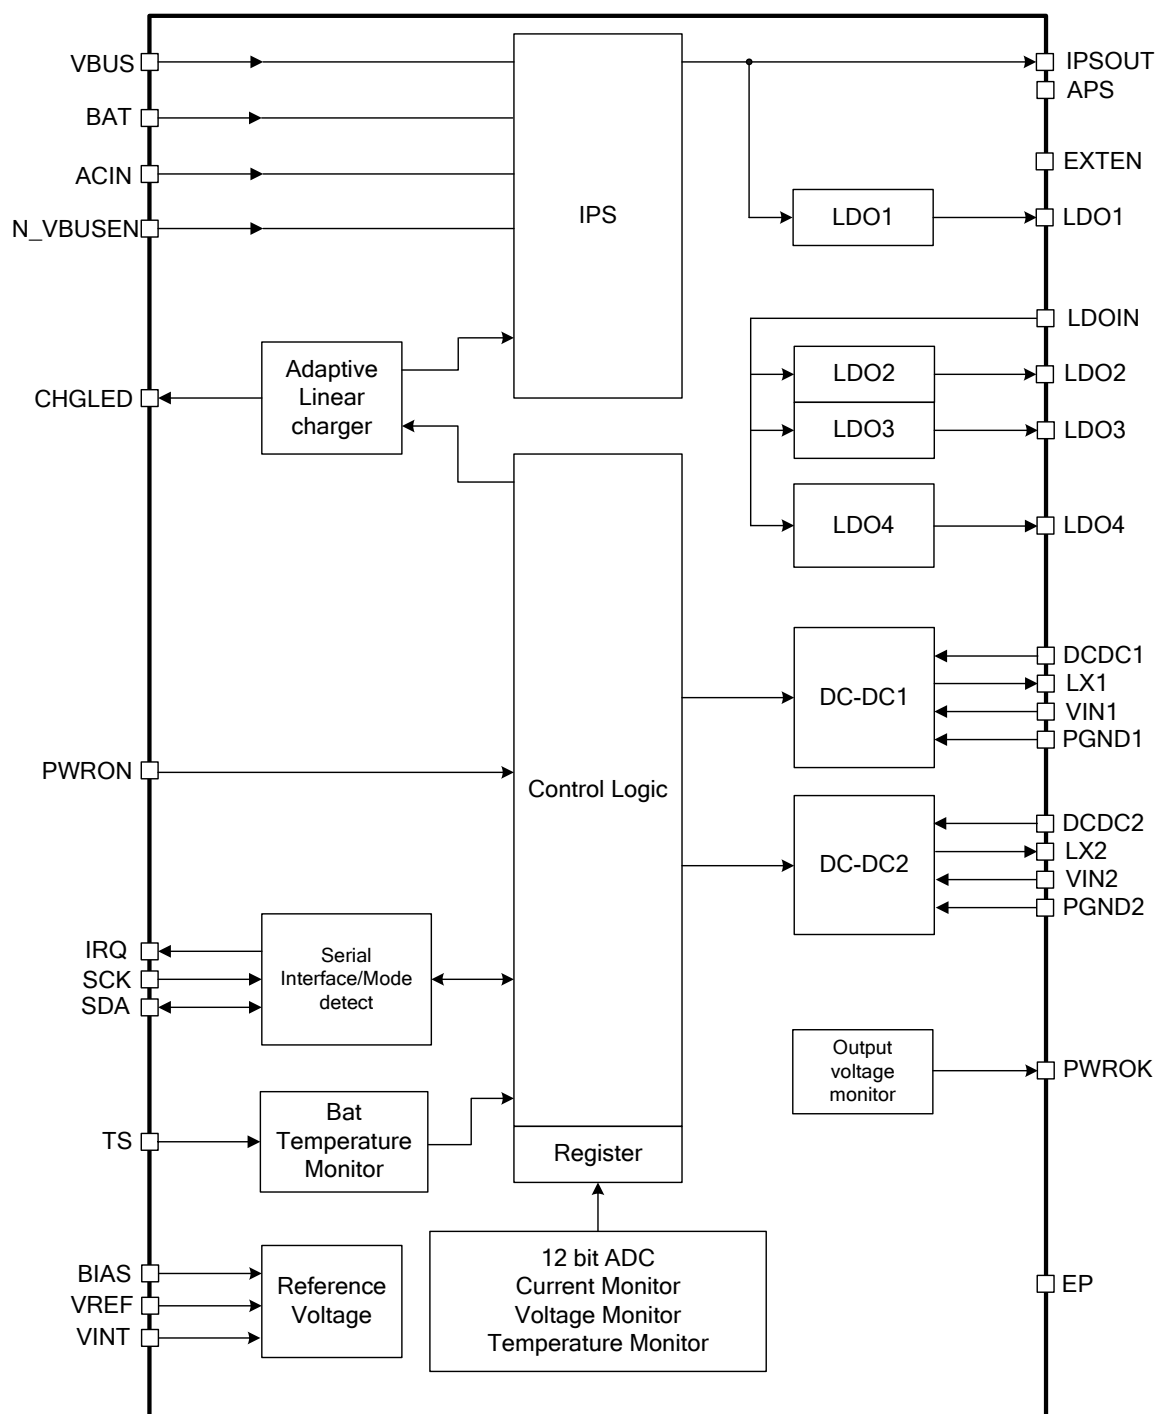 VBUS
BAT
ACIN
N_VBUSEN
CHGLED
PWRON
IRQ
SCK
SDA
TS
BIAS
VREF
VINT
IPS
Adaptive
Linear
charger
Control Logic
Serial
Interface/Mode
detect
Bat
Temperature
Monitor
Register
Reference
Voltage
12 bit ADC
Current Monitor
Voltage Monitor
Temperature Monitor
LDO1
LDO2
LDO3
LDO4
DC-DC1
DC-DC2
Output
voltage
monitor
IPSOUT
APS
EXTEN
LDO1
LDOIN
LDO2
LDO3
LDO4
DCDC1
LX1
VIN1
PGND1
DCDC2
LX2
VIN2
PGND2
PWROK
EP